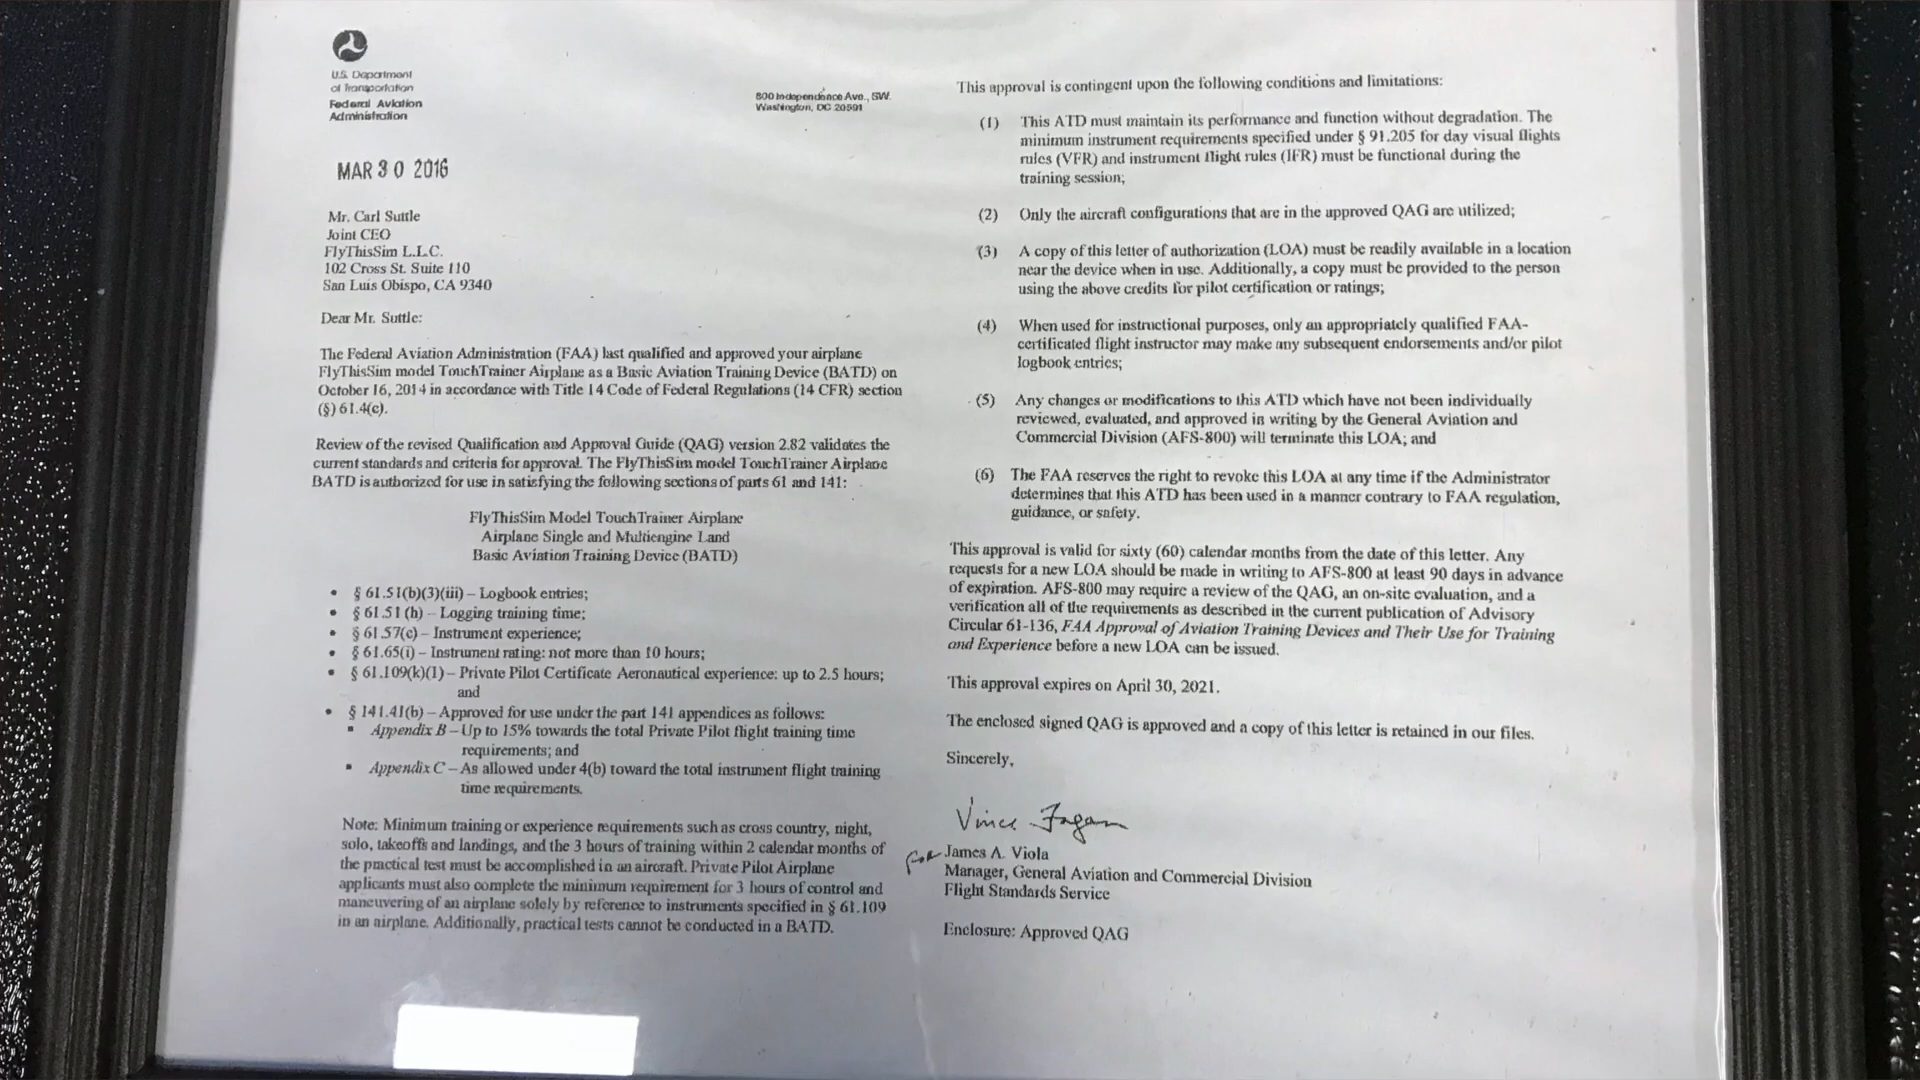 U.S. Department
of Transportation
Federal Aviation
Administration
800 Independence Ave., SW.
Washington, DC 20591
MAR 30 2016
Mr. Carl Suttle
Joint CEO
FlyThisSim L.L.C.
102 Cross St. Suite 110
San Luis Obispo, CA 9340
Dear Mr. Suttle:
The Federal Aviation Administration (FAA) last qualified and approved your airplane
FlyThisSim model TouchTrainer Airplane as a Basic Aviation Training Device (BATD) on
October 16, 2014 in accordance with Title 14 Code of Federal Regulations (14 CFR) section
(§) 61.4(c).
Review of the revised Qualification and Approval Guide (QAG) version 2.82 validates the
current standards and criteria for approval. The FlyThisSim model TouchTrainer Airplane
BATD is authorized for use in satisfying the following sections of parts 61 and 141:
FlyThisSim Model TouchTrainer Airplane
Airplane Single and Multiengine Land
Basic Aviation Training Device (BATD)
• § 61.51(b)(3)(iii) – Logbook entries;
• § 61.51 (h) – Logging training time;
• § 61.57(c) – Instrument experience;
• § 61.65(i) – Instrument rating: not more than 10 hours;
• § 61.109(k)(1) – Private Pilot Certificate Aeronautical experience: up to 2.5 hours;
and
• § 141.41(b) – Approved for use under the part 141 appendices as follows:
▪ Appendix B – Up to 15% towards the total Private Pilot flight training time
requirements; and
▪ Appendix C – As allowed under 4(b) toward the total instrument flight training
time requirements.
Note: Minimum training or experience requirements such as cross country, night,
solo, takeoffs and landings, and the 3 hours of training within 2 calendar months of
the practical test must be accomplished in an aircraft. Private Pilot Airplane
applicants must also complete the minimum requirement for 3 hours of control and
maneuvering of an airplane solely by reference to instruments specified in § 61.109
in an airplane. Additionally, practical tests cannot be conducted in a BATD.
This approval is contingent upon the following conditions and limitations:
(1) This ATD must maintain its performance and function without degradation. The
minimum instrument requirements specified under § 91.205 for day visual flights
rules (VFR) and instrument flight rules (IFR) must be functional during the
training session;
(2) Only the aircraft configurations that are in the approved QAG are utilized;
(3) A copy of this letter of authorization (LOA) must be readily available in a location
near the device when in use. Additionally, a copy must be provided to the person
using the above credits for pilot certification or ratings;
(4) When used for instructional purposes, only an appropriately qualified FAA-
certificated flight instructor may make any subsequent endorsements and/or pilot
logbook entries;
(5) Any changes or modifications to this ATD which have not been individually
reviewed, evaluated, and approved in writing by the General Aviation and
Commercial Division (AFS-800) will terminate this LOA; and
(6) The FAA reserves the right to revoke this LOA at any time if the Administrator
determines that this ATD has been used in a manner contrary to FAA regulation,
guidance, or safety.
This approval is valid for sixty (60) calendar months from the date of this letter. Any
requests for a new LOA should be made in writing to AFS-800 at least 90 days in advance
of expiration. AFS-800 may require a review of the QAG, an on-site evaluation, and a
verification all of the requirements as described in the current publication of Advisory
Circular 61-136, FAA Approval of Aviation Training Devices and Their Use for Training
and Experience before a new LOA can be issued.
This approval expires on April 30, 2021.
The enclosed signed QAG is approved and a copy of this letter is retained in our files.
Sincerely,
Vince Fagan
for James A. Viola
Manager, General Aviation and Commercial Division
Flight Standards Service
Enclosure: Approved QAG